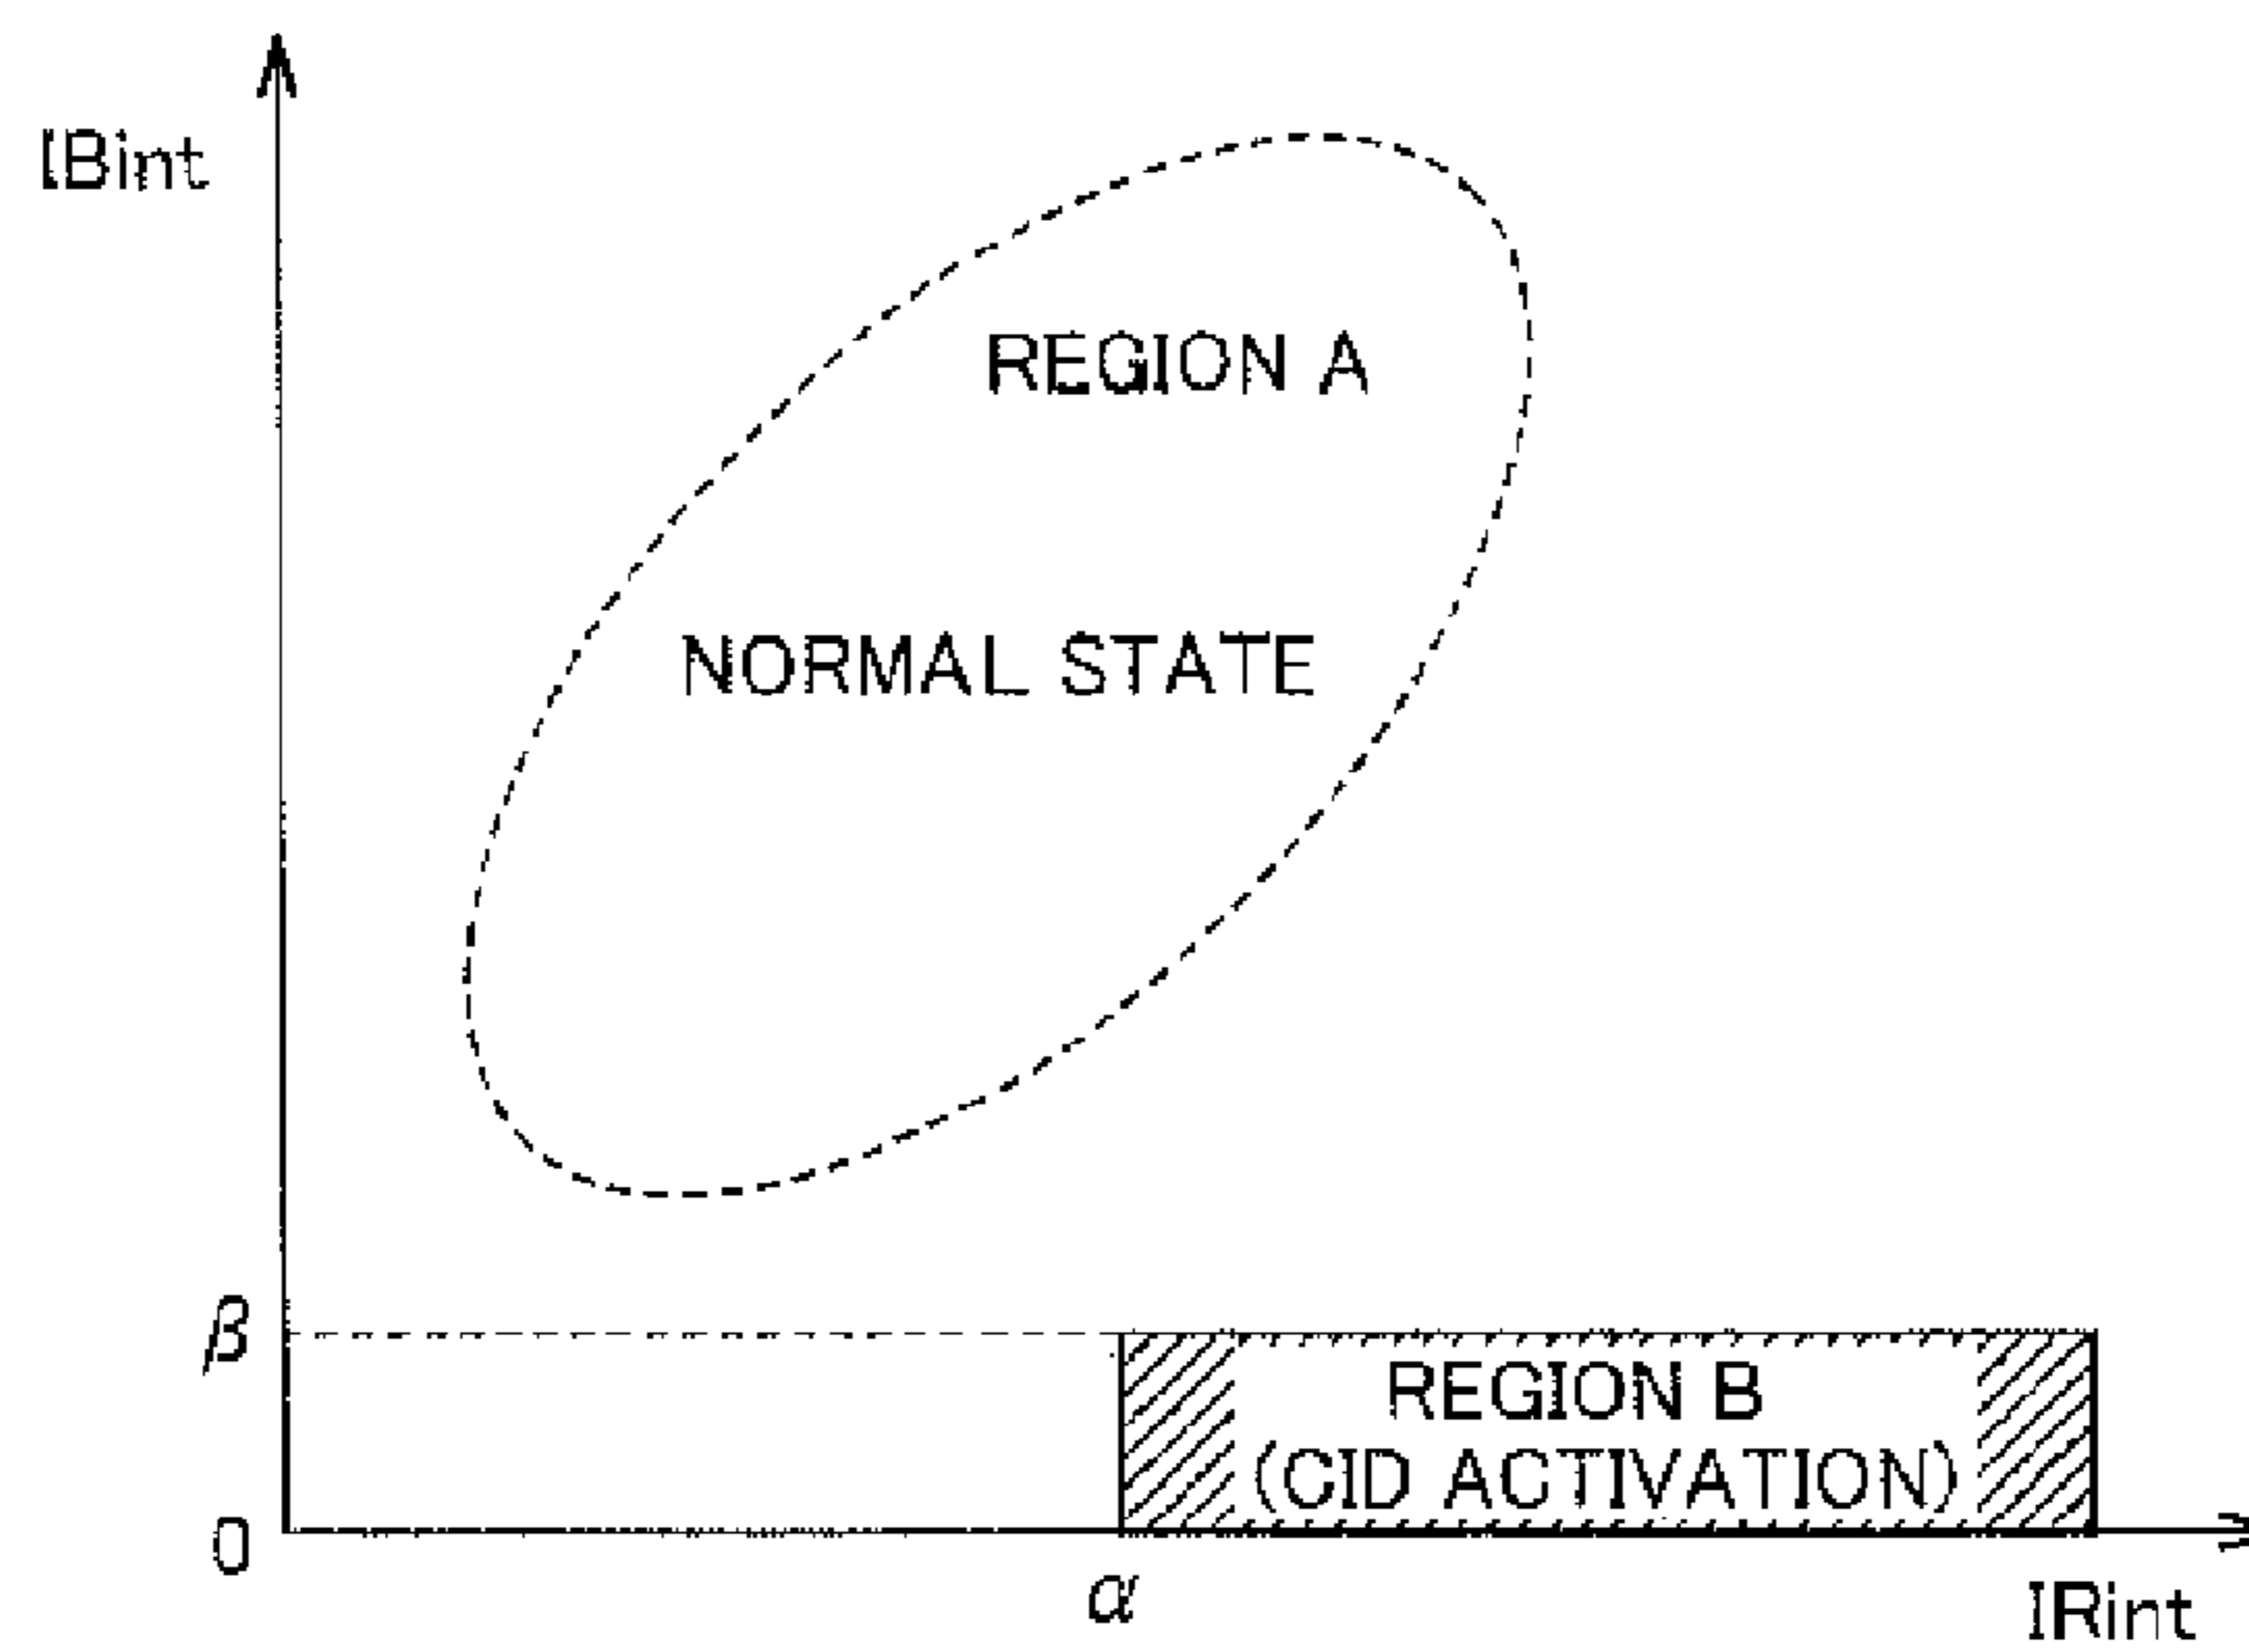 IBint
REGION A
NORMAL STATE
β
REGION B
(CID ACTIVATION)
0
α
IRint